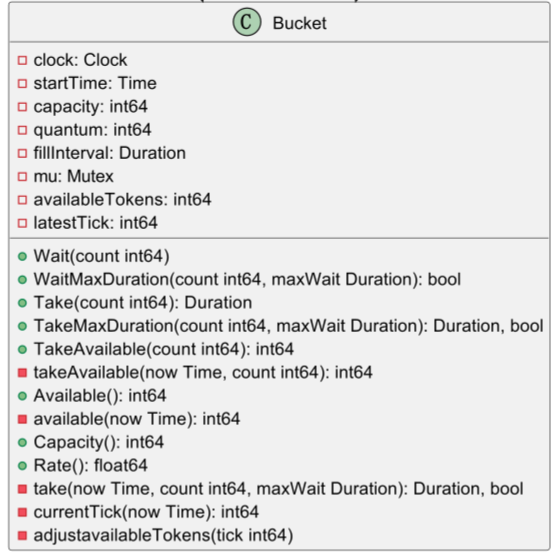 C Bucket
clock: Clock
startTime: Time
capacity: int64
quantum: int64
fillInterval: Duration
mu: Mutex
availableTokens: int64
latestTick: int64
Wait(count int64)
WaitMaxDuration(count int64, maxWait Duration): bool
Take(count int64): Duration
TakeMaxDuration(count int64, maxWait Duration): Duration, bool
TakeAvailable(count int64): int64
takeAvailable(now Time, count int64): int64
Available(): int64
available(now Time): int64
Capacity(): int64
Rate(): float64
take(now Time, count int64, maxWait Duration): Duration, bool
currentTick(now Time): int64
adjustavailableTokens(tick int64)